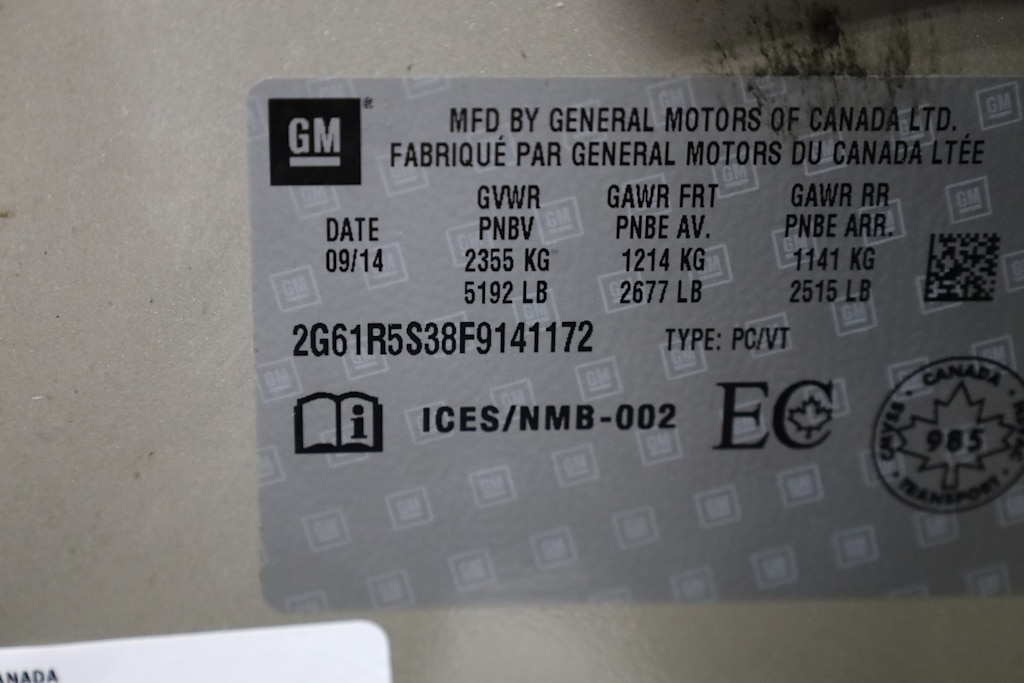 GM
MFD BY GENERAL MOTORS OF CANADA LTD.
FABRIQUÉ PAR GENERAL MOTORS DU CANADA LTÉE
GVWR GAWR FRT GAWR RR
DATE PNBV PNBE AV. PNBE ARR.
09/14 2355 KG 1214 KG 1141 KG
5192 LB 2677 LB 2515 LB
2G61R5S38F9141172 TYPE: PC/VT
ICES/NMB-002 EC
CANADA
985
TRANSPORT
ANADA